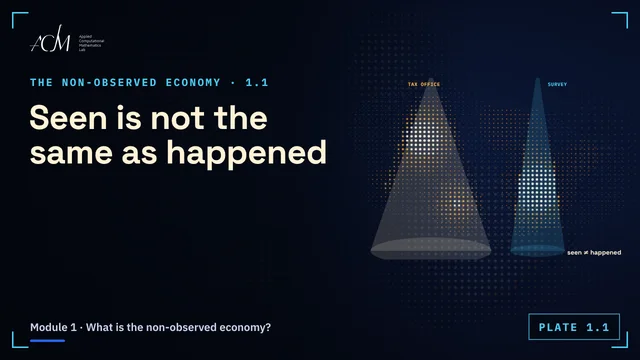 ACM
Applied
Computational
Mathematics
Lab
THE NON-OBSERVED ECONOMY · 1.1
Seen is not the
same as happened
TAX OFFICE
SURVEY
seen ≠ happened
Module 1 · What is the non-observed economy?
PLATE 1.1